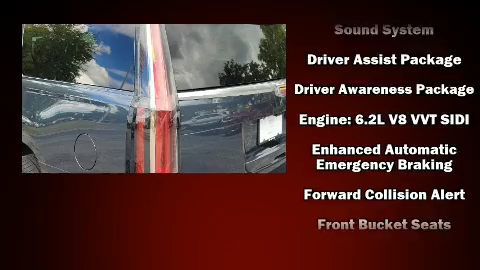 Sound System
Driver Assist Package
Driver Awareness Package
Engine: 6.2L V8 VVT SIDI
Enhanced Automatic
Emergency Braking
Forward Collision Alert
Front Bucket Seats